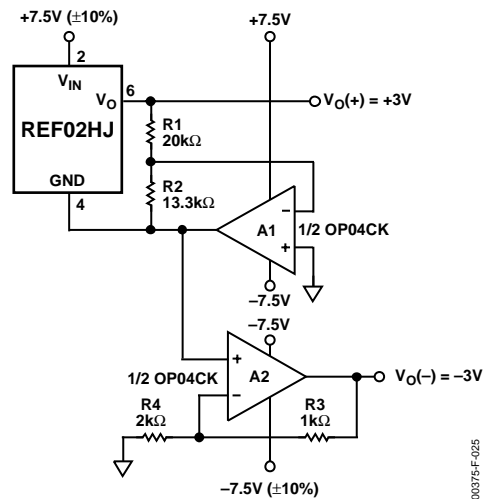 +7.5V (±10%)
+7.5V
2
VIN
VO
6
VO(+) = +3V
REF02HJ
R1
20kΩ
GND
4
R2
13.3kΩ
–
+
A1
1/2 OP04CK
–7.5V
–7.5V
+
–
A2
1/2 OP04CK
VO(–) = –3V
R4
2kΩ
R3
1kΩ
–7.5V (±10%)
00375-F-025